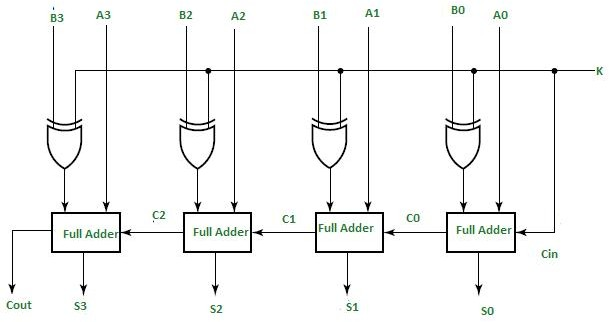 B3 A3 B2 A2 B1 A1 B0 A0
K
C2 C1 C0
Full Adder Full Adder Full Adder Full Adder
Cin
Cout S3 S2 S1 S0